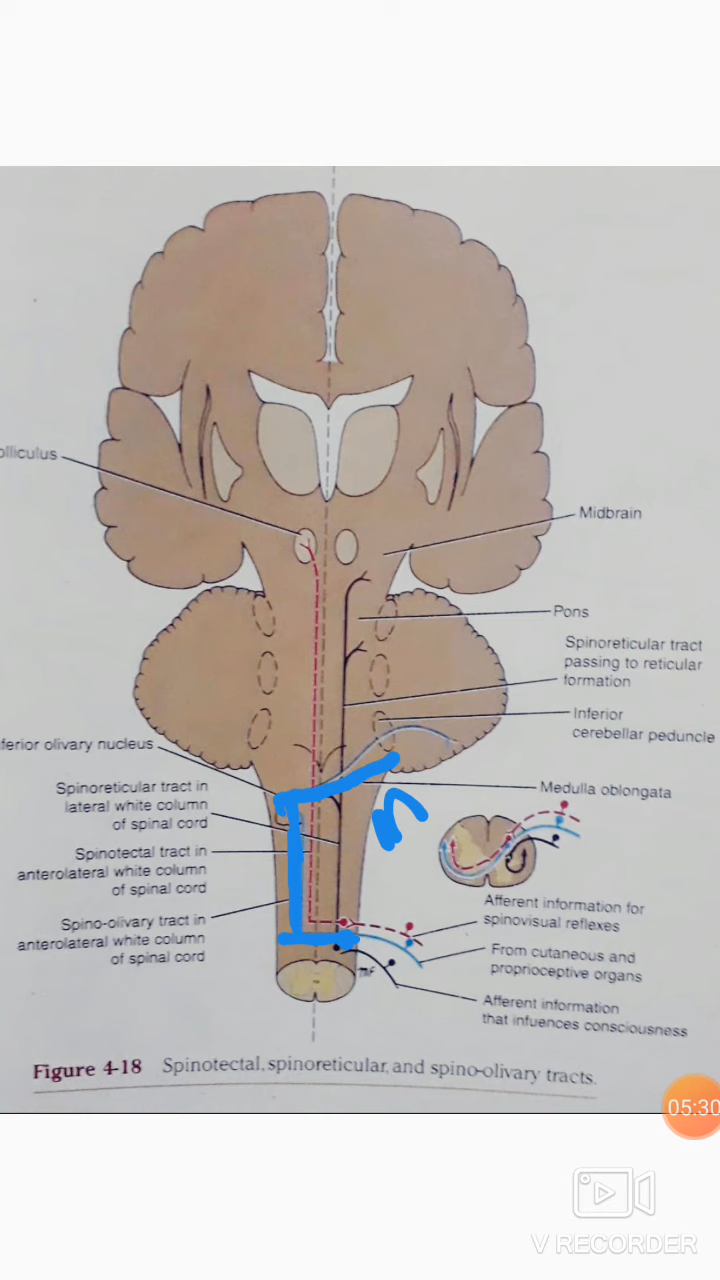 olliculus
Midbrain
Pons
Spinoreticular tract
passing to reticular
formation
Inferior
cerebellar peduncle
ferior olivary nucleus
Medulla oblongata
Spinoreticular tract in
lateral white column
of spinal cord
Spinotectal tract in
anterolateral white column
of spinal cord
Spino-olivary tract in
anterolateral white column
of spinal cord
Afferent information for
spinovisual reflexes
From cutaneous and
proprioceptive organs
Afferent information
that infuences consciousness
Figure 4-18 Spinotectal, spinoreticular, and spino-olivary tracts.
05:30
V RECORDER